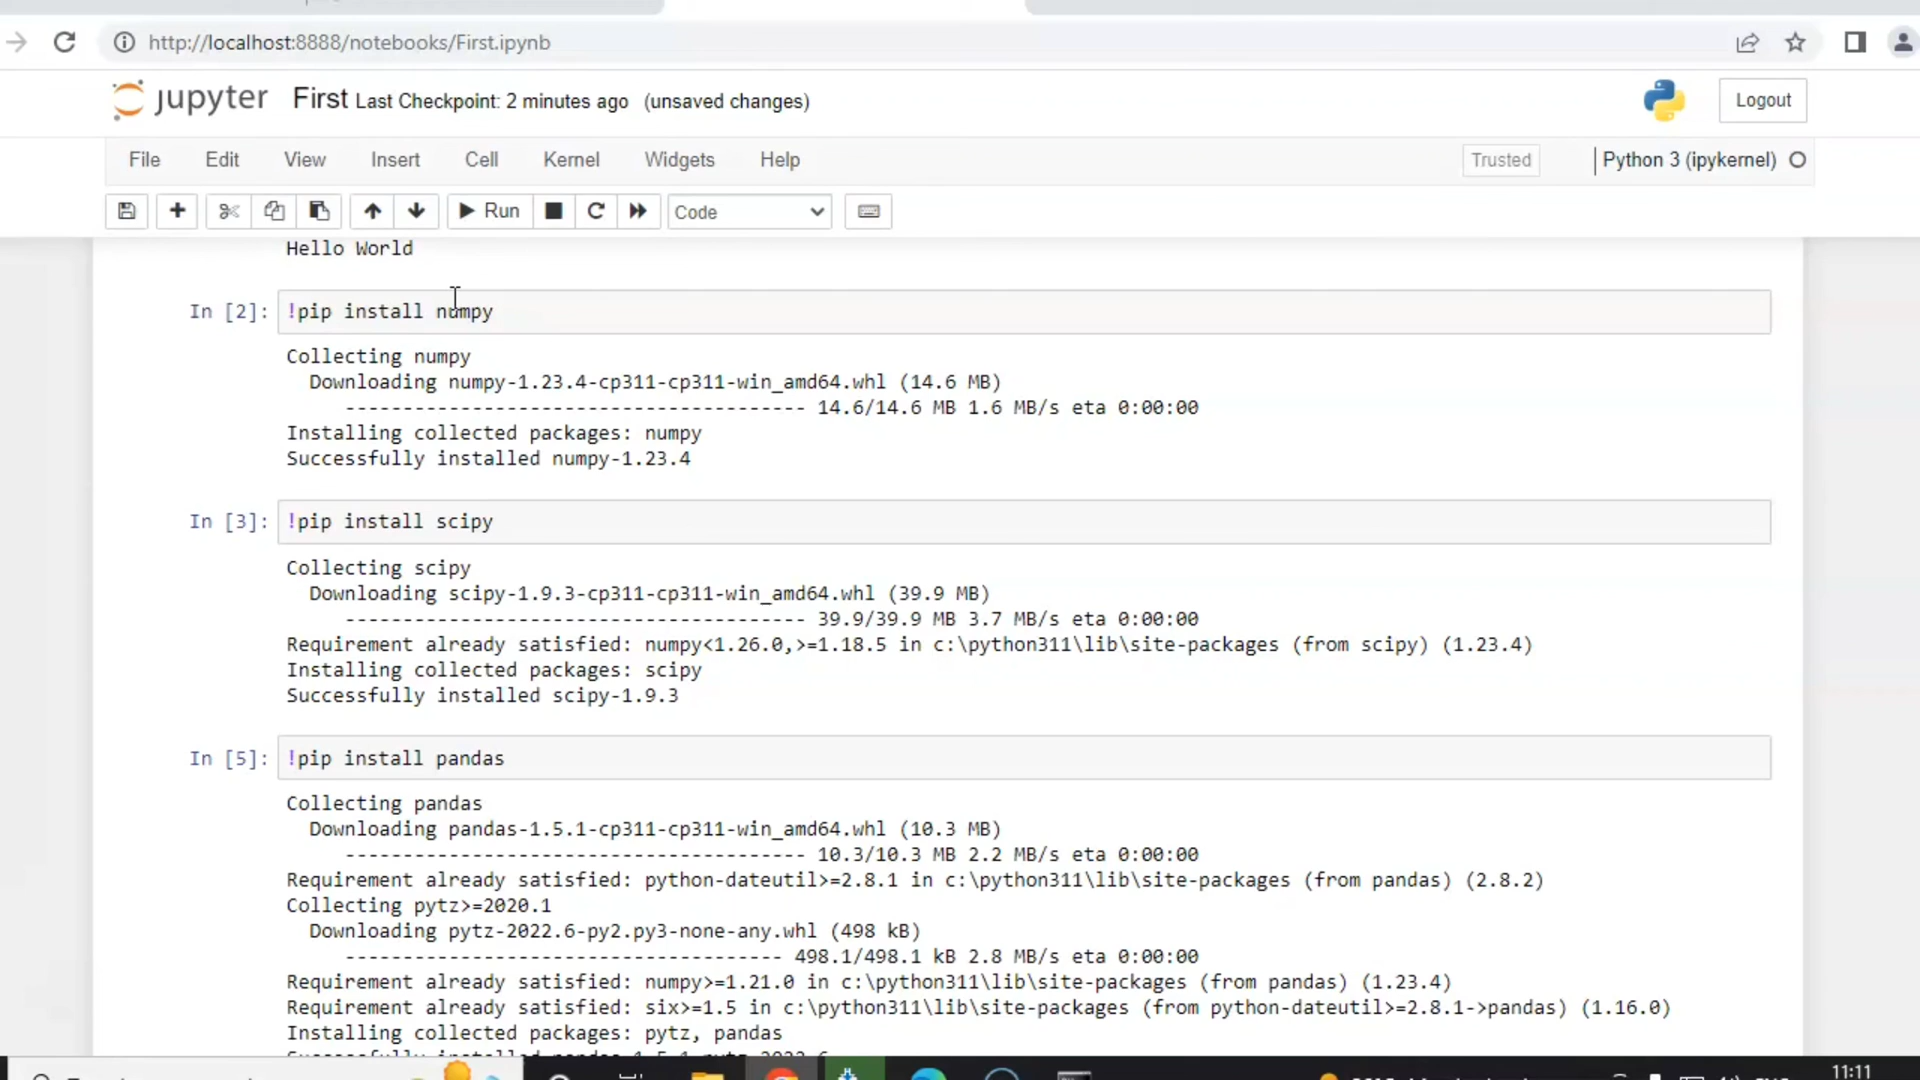 http://localhost:8888/notebooks/First.ipynb
jupyter First Last Checkpoint: 2 minutes ago (unsaved changes)
Logout
File Edit View Insert Cell Kernel Widgets Help Trusted Python 3 (ipykernel)
Run Code
Hello World
In [2]: !pip install numpy
Collecting numpy
Downloading numpy-1.23.4-cp311-cp311-win_amd64.whl (14.6 MB)
---------------------------------------- 14.6/14.6 MB 1.6 MB/s eta 0:00:00
Installing collected packages: numpy
Successfully installed numpy-1.23.4
In [3]: !pip install scipy
Collecting scipy
Downloading scipy-1.9.3-cp311-cp311-win_amd64.whl (39.9 MB)
---------------------------------------- 39.9/39.9 MB 3.7 MB/s eta 0:00:00
Requirement already satisfied: numpy<1.26.0,>=1.18.5 in c:\python311\lib\site-packages (from scipy) (1.23.4)
Installing collected packages: scipy
Successfully installed scipy-1.9.3
In [5]: !pip install pandas
Collecting pandas
Downloading pandas-1.5.1-cp311-cp311-win_amd64.whl (10.3 MB)
---------------------------------------- 10.3/10.3 MB 2.2 MB/s eta 0:00:00
Requirement already satisfied: python-dateutil>=2.8.1 in c:\python311\lib\site-packages (from pandas) (2.8.2)
Collecting pytz>=2020.1
Downloading pytz-2022.6-py2.py3-none-any.whl (498 kB)
-------------------------------------- 498.1/498.1 kB 2.8 MB/s eta 0:00:00
Requirement already satisfied: numpy>=1.21.0 in c:\python311\lib\site-packages (from pandas) (1.23.4)
Requirement already satisfied: six>=1.5 in c:\python311\lib\site-packages (from python-dateutil>=2.8.1->pandas) (1.16.0)
Installing collected packages: pytz, pandas
Successfully installed pandas-1.5.1 pytz-2022.6
11:11